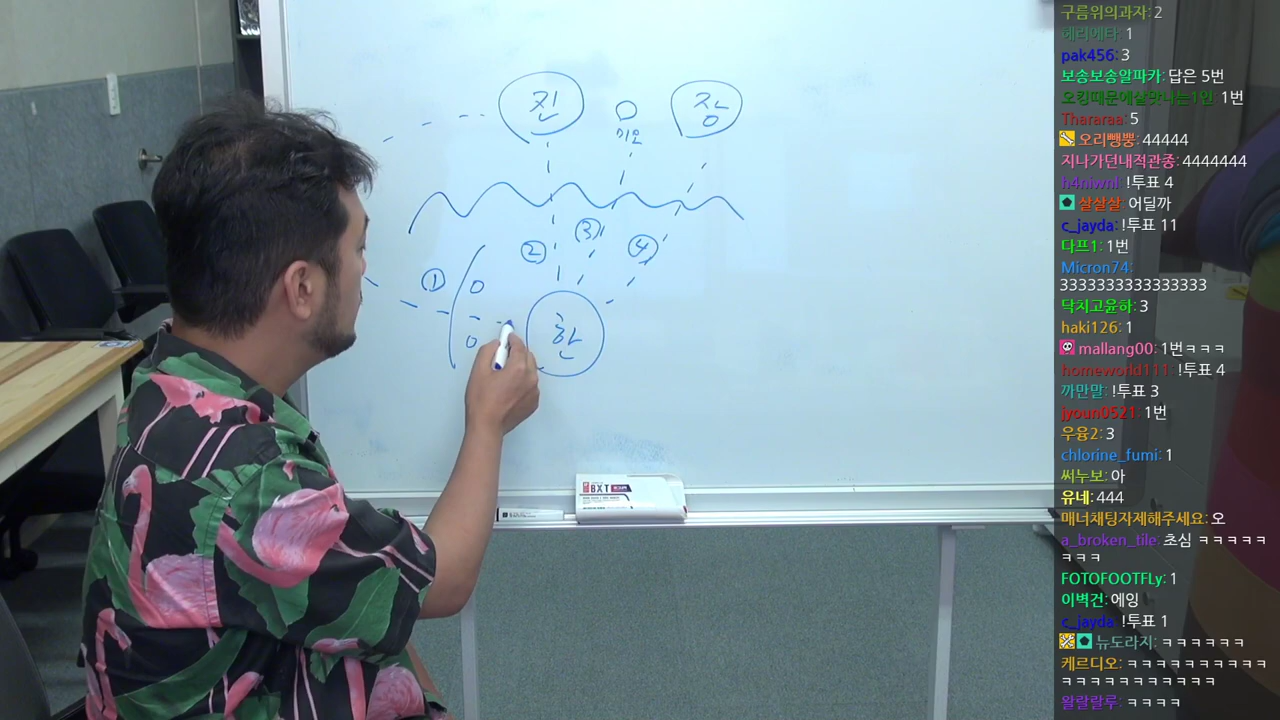 진
장
미오
①
②
③
④
한
BXT
구름위의과자: 2
헤리에타: 1
pak456: 3
보송보송알파카: 답은 5번
오킹때문에살맛나는1인: 1번
Thararaa: 5
오리뺑뿡: 44444
지나가던내적관종: 4444444
h4niwnl: !투표 4
살살살: 어딜까
c_jayda: !투표 11
다프1: 1번
Micron74:
3333333333333333
닥치고윤하: 3
haki126: 1
mallang00: 1번ㅋㅋㅋ
homeworld111: !투표 4
까만말: !투표 3
jyoun0521: 1번
우융2: 3
chlorine_fumi: 1
써누보: 아
유네: 444
매너채팅자제해주세요: 오
a_broken_tile: 초심 ㅋㅋㅋㅋㅋ
ㅋㅋㅋ
FOTOFOOTFLy: 1
이벽건: 에잉
c_jayda: !투표 1
뉴도라지: ㅋㅋㅋㅋㅋㅋ
케르디오: ㅋㅋㅋㅋㅋㅋㅋㅋㅋㅋ
ㅋㅋㅋㅋㅋㅋㅋㅋㅋㅋㅋ
왈랄랄루: ㅋㅋㅋㅋ